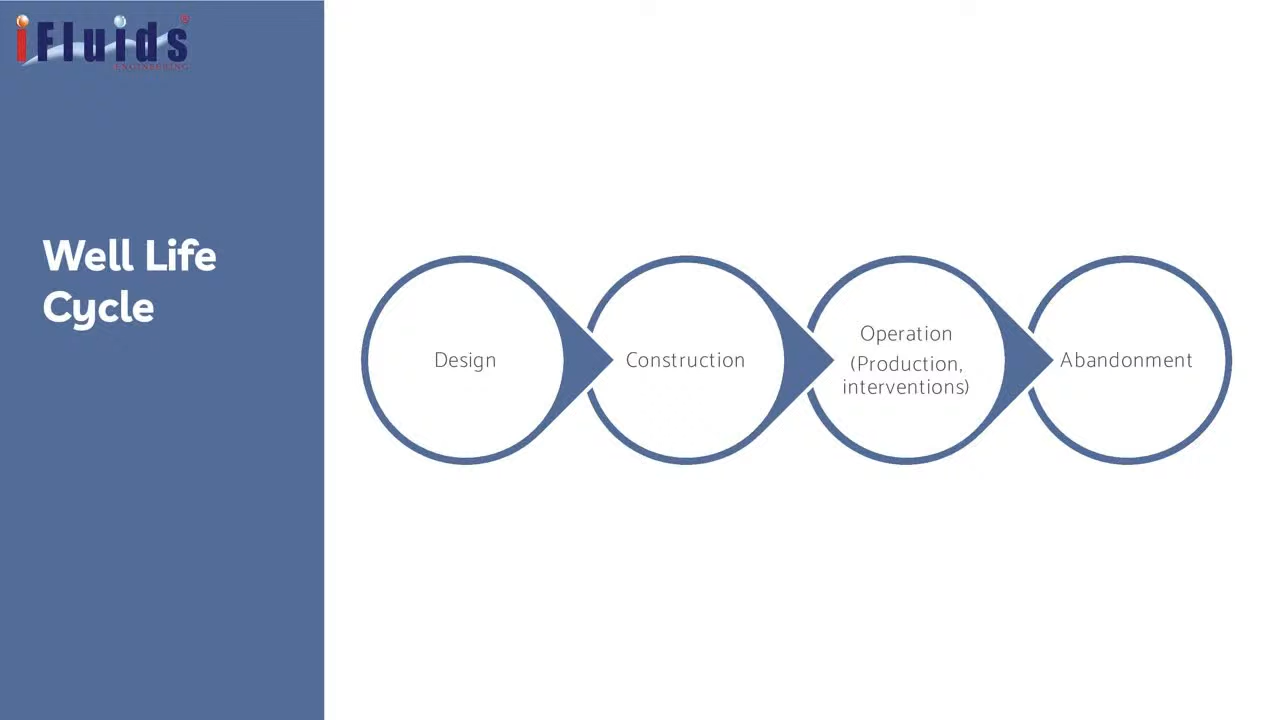 iFluids
ENGINEERING
Well Life
Cycle
Design
Construction
Operation
(Production,
interventions)
Abandonment